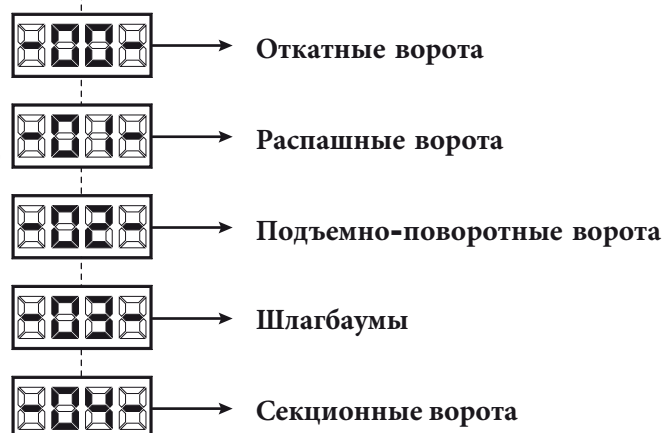 -00- Откатные ворота
-01- Распашные ворота
-02- Подъемно-поворотные ворота
-03- Шлагбаумы
-04- Секционные ворота